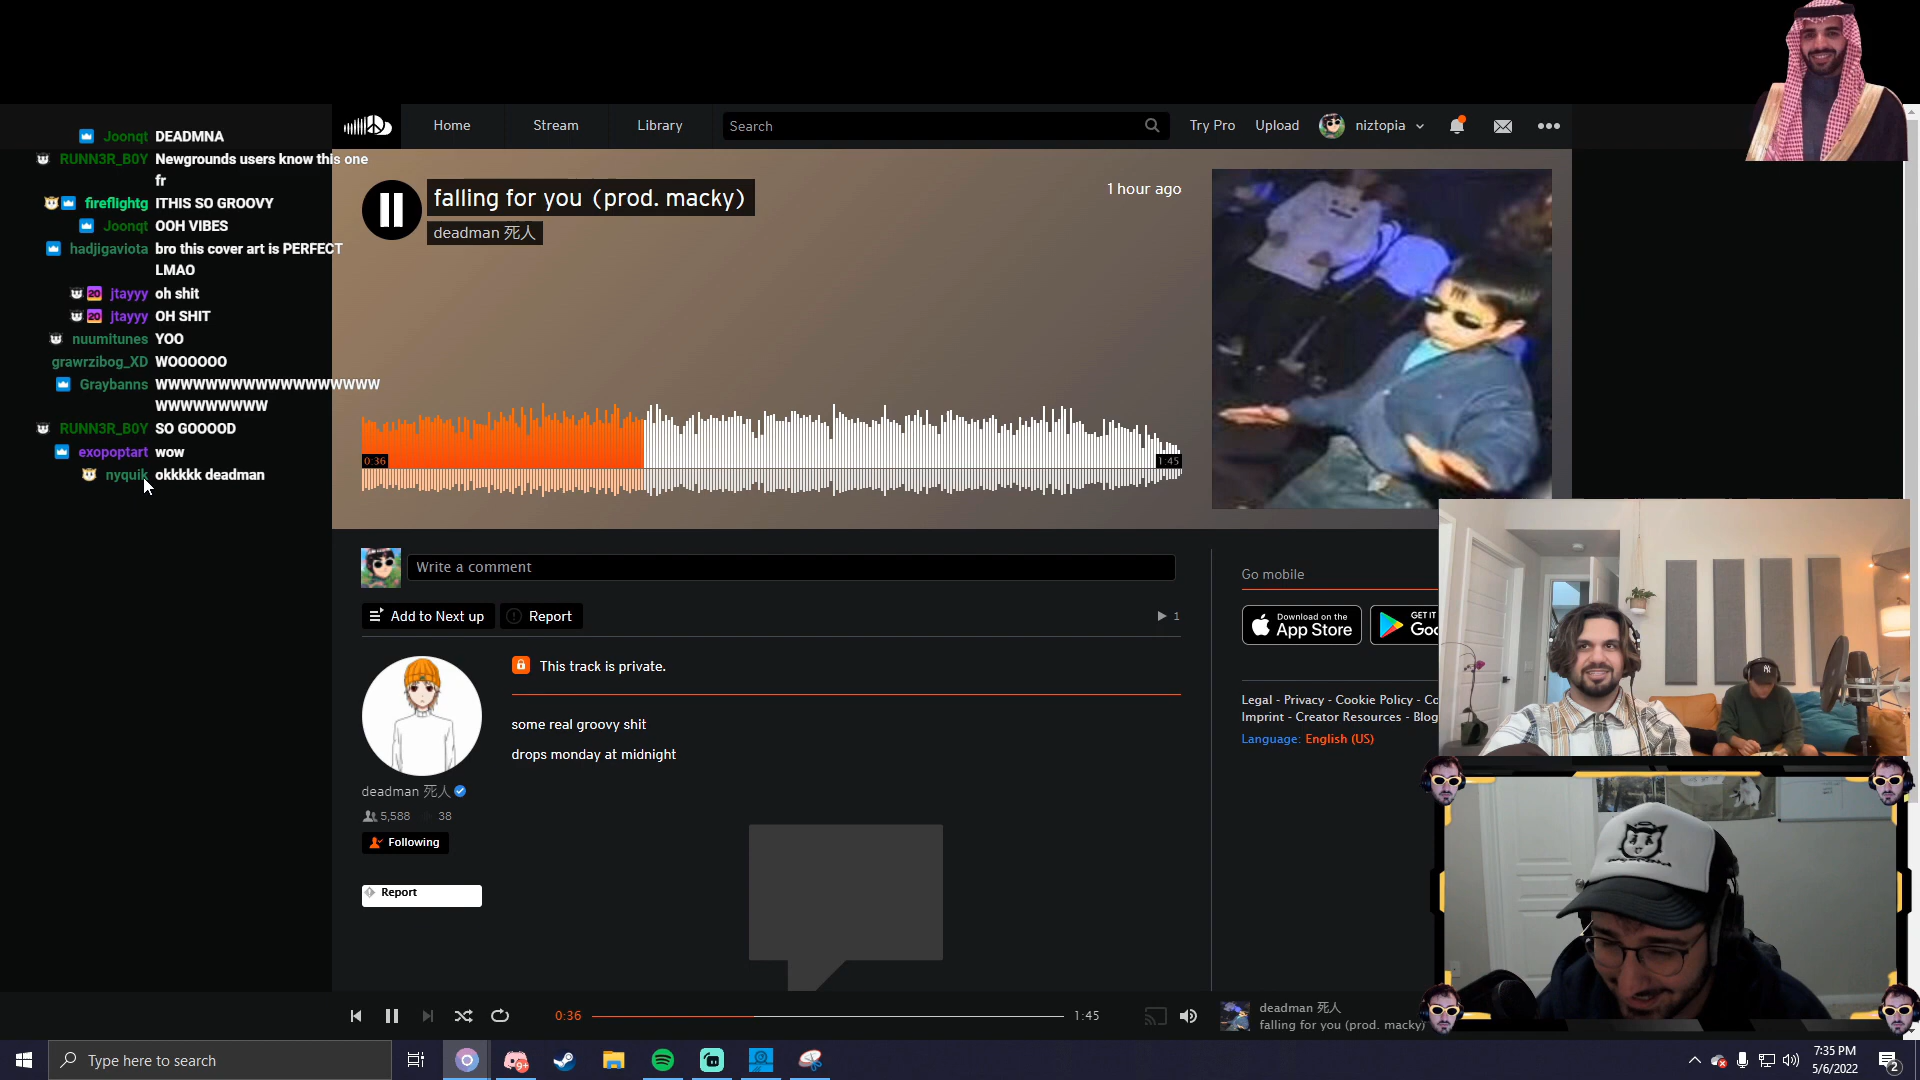 Home
Stream
Library
Search
Try Pro
Upload
niztopia
Joonqt DEADMNA
RUNN3R_B0Y Newgrounds users know this one
fr
fireflightg ITHIS SO GROOVY
Joonqt OOH VIBES
hadjigaviota bro this cover art is PERFECT
LMAO
20 jtayyy oh shit
20 jtayyy OH SHIT
nuumitunes YOO
grawrzibog_XD WOOOOOO
Graybanns WWWWWWWWWWWWWWWWWW
WWWWWWWWW
RUNN3R_B0Y SO GOOOOD
exopoptart wow
nyquik okkkkk deadman
falling for you (prod. macky)
deadman 死人
1 hour ago
0:36
1:45
Write a comment
Add to Next up
Report
1
This track is private.
some real groovy shit
drops monday at midnight
deadman 死人
5,588
38
Following
Report
Go mobile
Download on the
App Store
GET IT
Goo
Legal - Privacy - Cookie Policy - Co
Imprint - Creator Resources - Blog
Language: English (US)
0:36
1:45
deadman 死人
falling for you (prod. macky)
Type here to search
9+
7:35 PM
5/6/2022
2